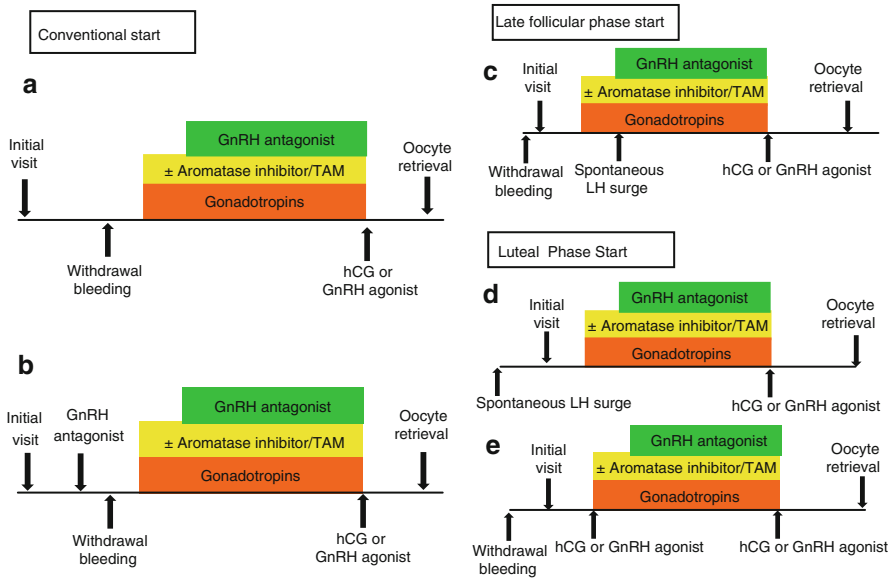 Conventional start
a
Initial
visit
GnRH antagonist
± Aromatase inhibitor/TAM
Gonadotropins
Oocyte
retrieval
Withdrawal
bleeding
hCG or
GnRH agonist
b
Initial
visit
GnRH
antagonist
GnRH antagonist
± Aromatase inhibitor/TAM
Gonadotropins
Oocyte
retrieval
Withdrawal
bleeding
hCG or
GnRH agonist
Late follicular phase start
c
Initial
visit
GnRH antagonist
± Aromatase inhibitor/TAM
Gonadotropins
Oocyte
retrieval
Withdrawal
bleeding
Spontaneous
LH surge
hCG or GnRH agonist
Luteal Phase Start
d
Initial
visit
GnRH antagonist
± Aromatase inhibitor/TAM
Gonadotropins
Oocyte
retrieval
Spontaneous LH surge
hCG or GnRH agonist
e
Initial
visit
GnRH antagonist
± Aromatase inhibitor/TAM
Gonadotropins
Oocyte
retrieval
Withdrawal
bleeding
hCG or GnRH agonist
hCG or GnRH agonist